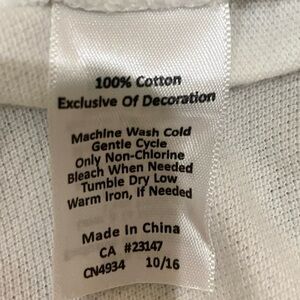 100% Cotton
Exclusive Of Decoration
Machine Wash Cold
Gentle Cycle
Only Non-Chlorine
Bleach When Needed
Tumble Dry Low
Warm Iron, If Needed
Made In China
CA #23147
CN4934 10/16